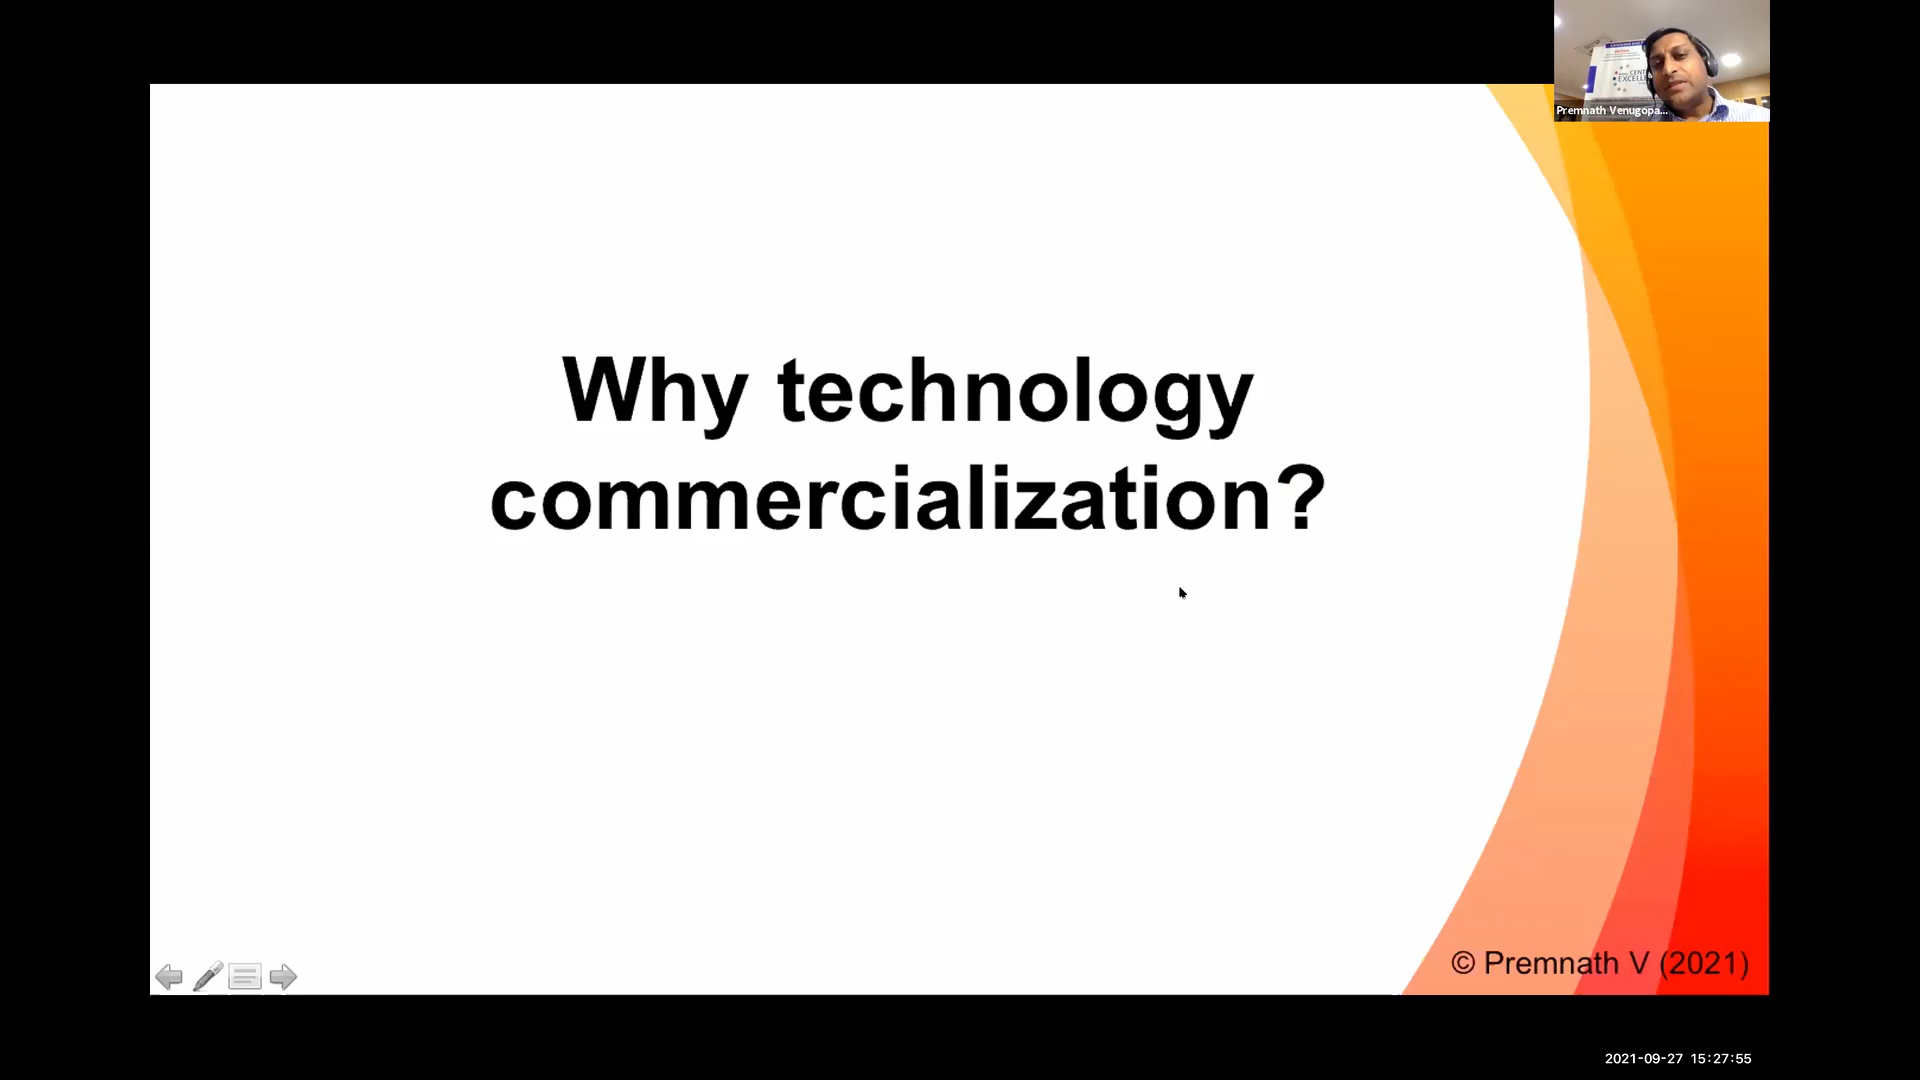 Premnath Venugopa...
Why technology
commercialization?
© Premnath V (2021)
2021-09-27 15:27:55